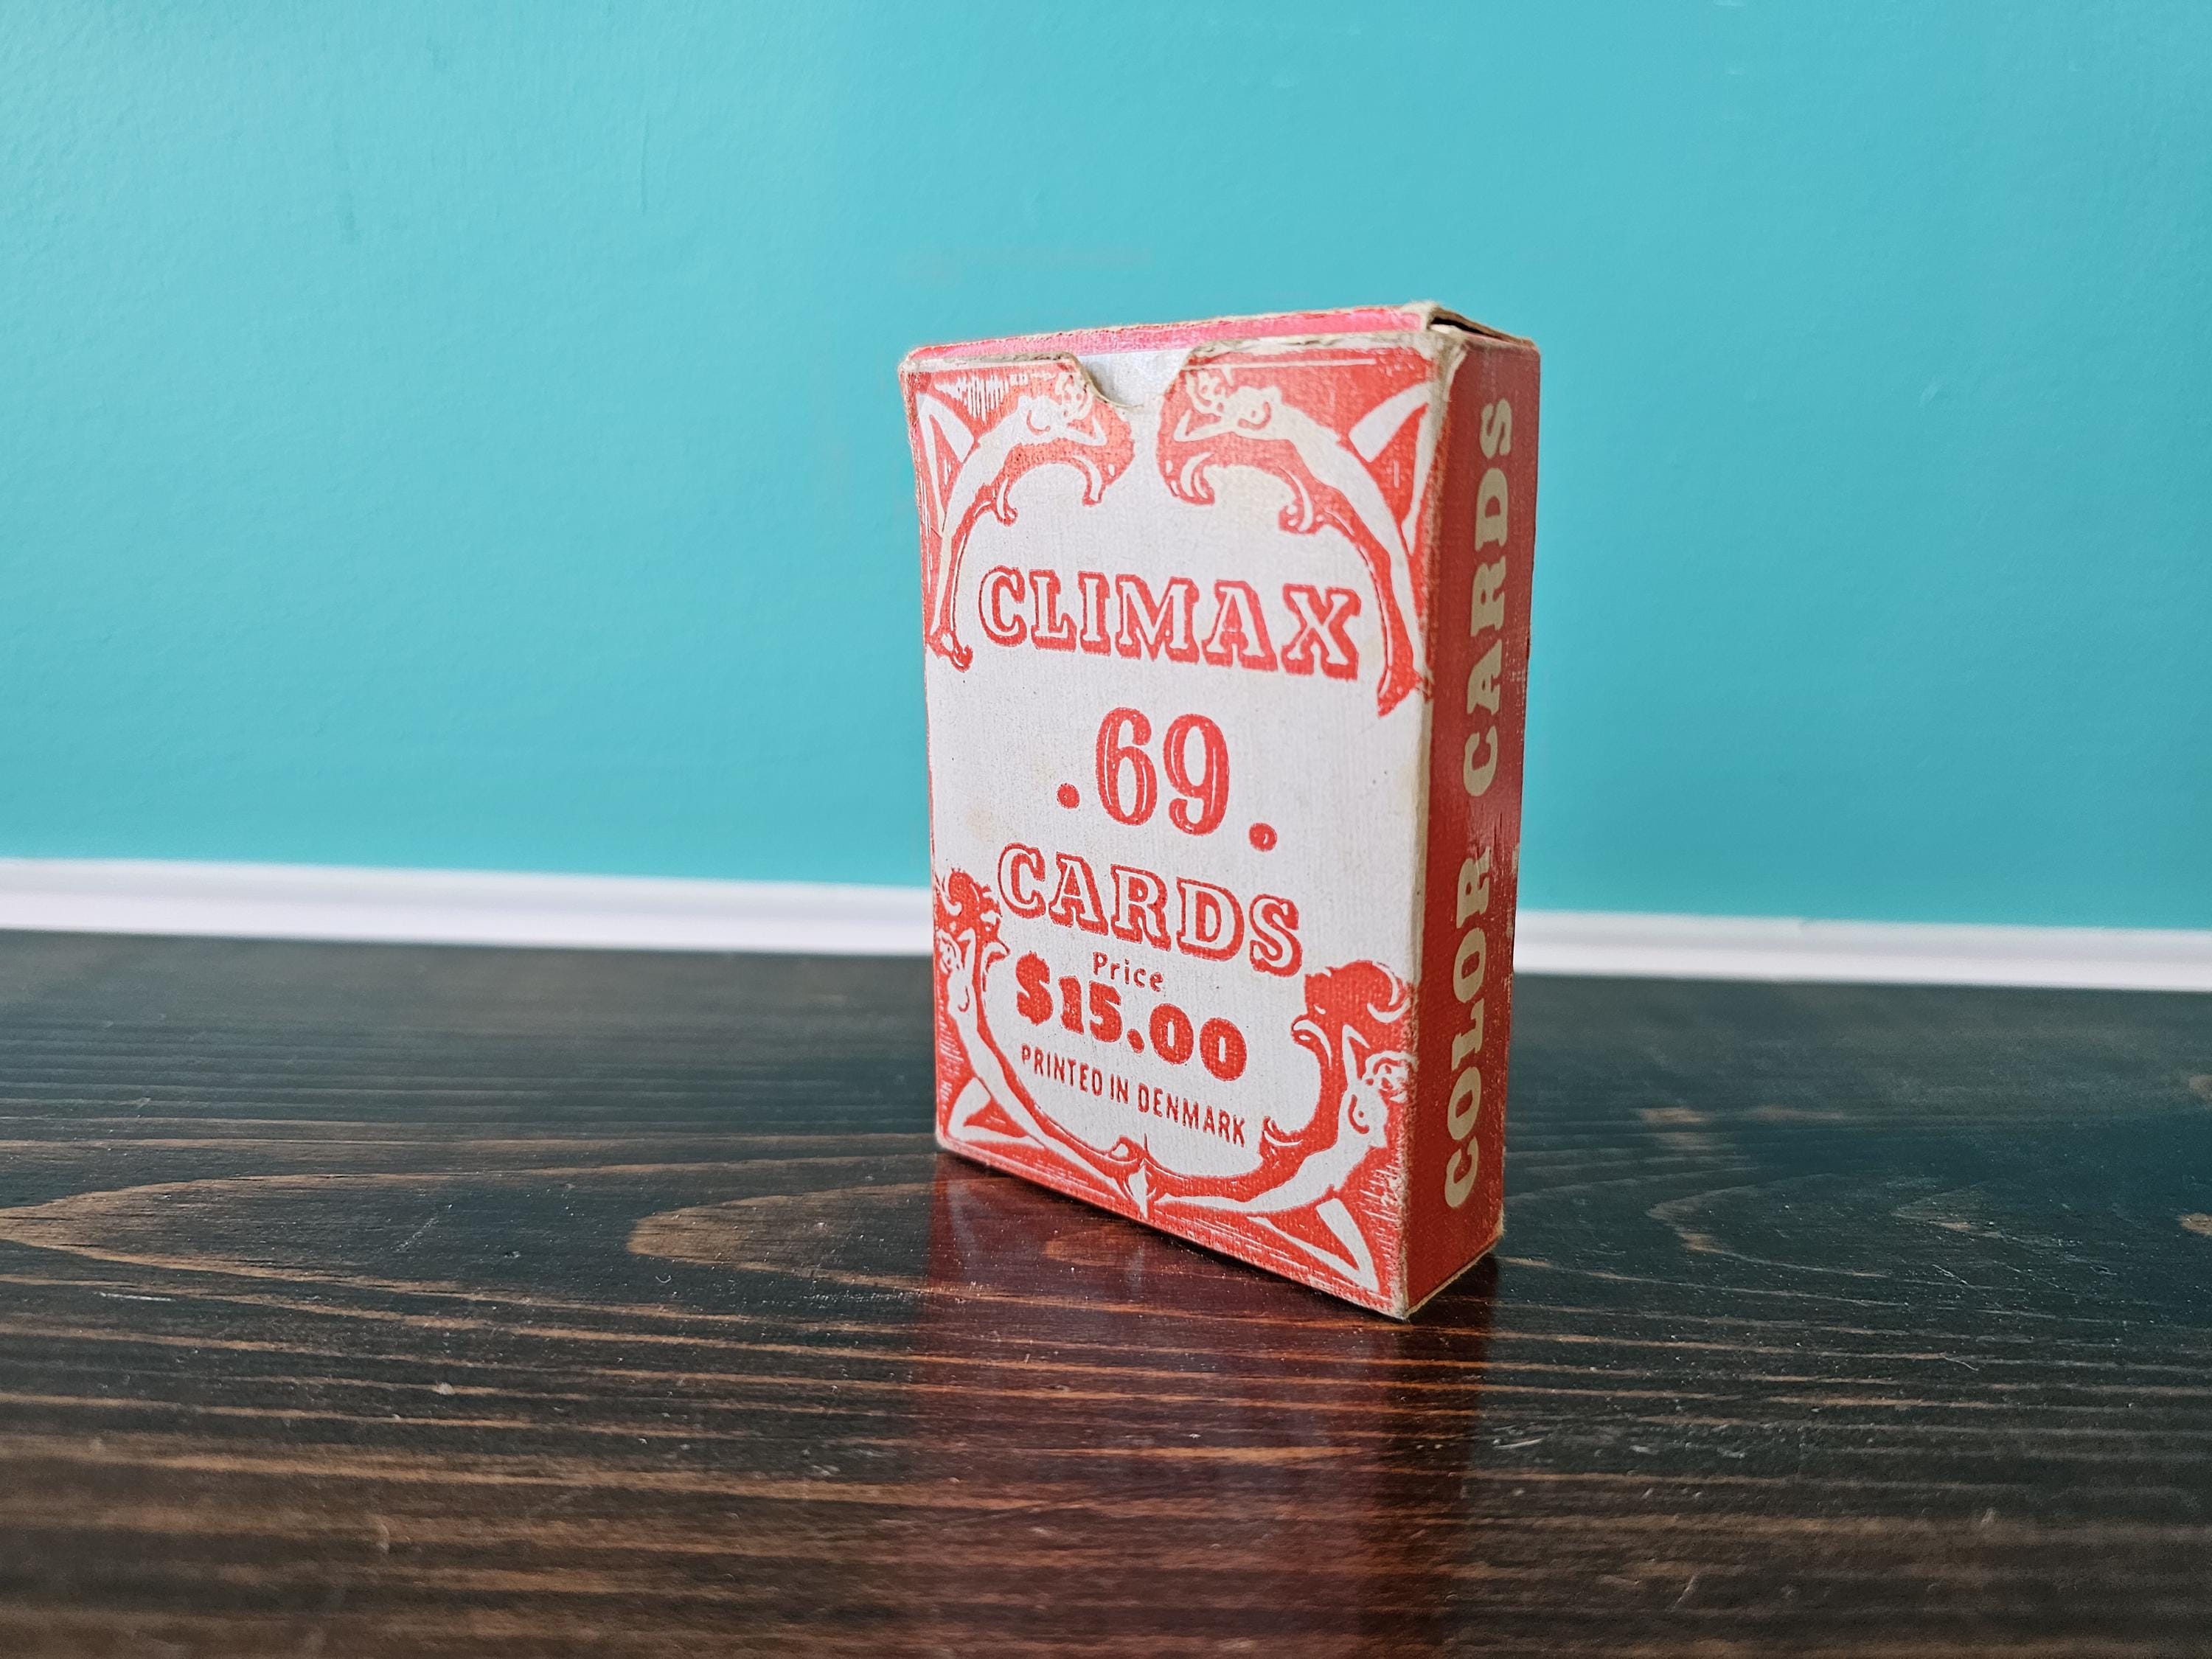 CLIMAX
.69.
CARDS
Price
$15.00
PRINTED IN DENMARK
COLOR CARDS